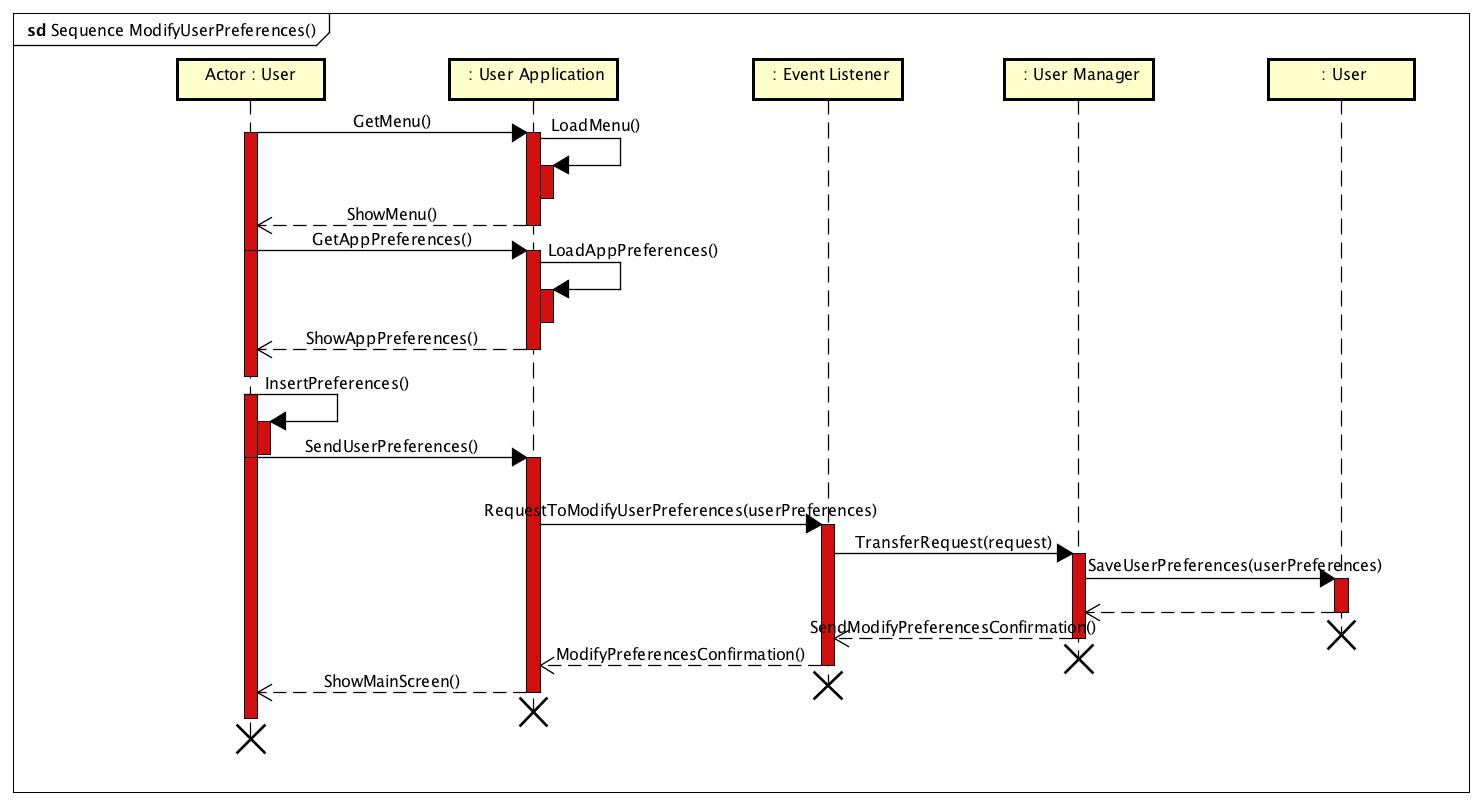 sd Sequence ModifyUserPreferences()
Actor : User
: User Application
: Event Listener
: User Manager
: User
GetMenu()
LoadMenu()
ShowMenu()
GetAppPreferences()
LoadAppPreferences()
ShowAppPreferences()
InsertPreferences()
SendUserPreferences()
RequestToModifyUserPreferences(userPreferences)
TransferRequest(request)
SaveUserPreferences(userPreferences)
SendModifyPreferencesConfirmation()
ModifyPreferencesConfirmation()
ShowMainScreen()